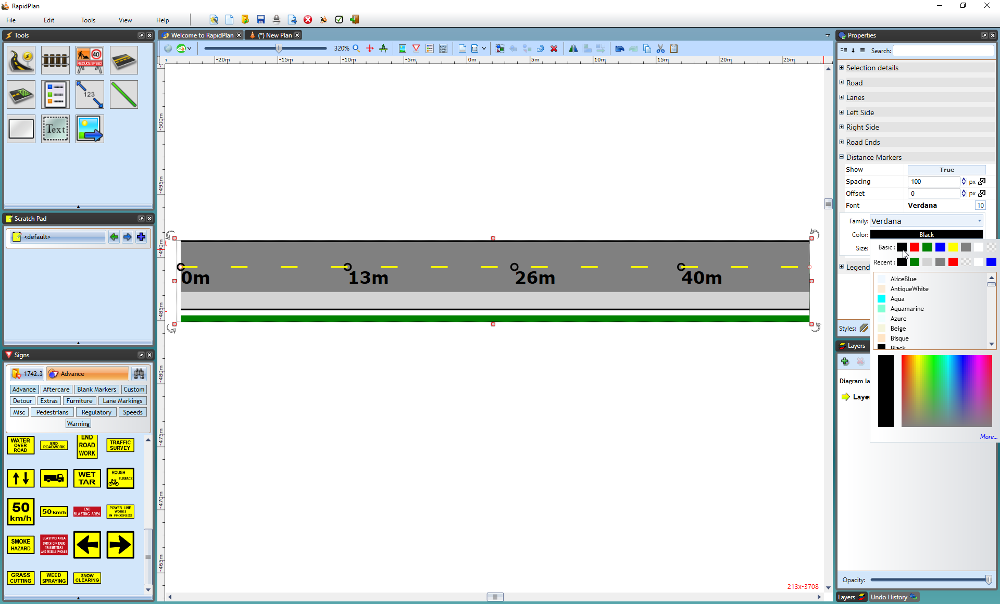 RapidPlan
File Edit Tools View Help
Tools
40
REDUCE SPEED
123
Text
Scratch Pad
<default>
Signs
1742.3 Advance
Advance Aftercare Blank Markers Custom
Detour Extras Furniture Lane Markings
Misc Pedestrians Regulatory Speeds
Warning
WATER OVER ROAD
END ROADWORK
END ROAD WORK
TRAFFIC SURVEY
WET TAR
ROUGH SURFACE
50 km/h
50 km/h
END BLASTING AREA
POWER LINE WORKS IN PROGRESS
SMOKE HAZARD
BLASTING AREA SWITCH OFF RADIO TRANSMITTERS AND MOBILE PHONES
GRASS CUTTING
WEED SPRAYING
SNOW CLEARING
Welcome to RapidPlan (*) New Plan
320%
-20m -15m -10m -5m 0m 5m 10m 15m 20m 25m
-500m
-495m
-490m
-485m
-480m
-475m
-470m
-465m
0m 13m 26m 40m
213x-3708
Properties
Search:
Selection details
Road
Lanes
Left Side
Right Side
Road Ends
Distance Markers
Show True
Spacing 100 px
Offset 0 px
Font Verdana 10
Family: Verdana
Color: Black
Size:
Basic :
Recent :
Legend
AliceBlue
AntiqueWhite
Aqua
Aquamarine
Azure
Beige
Bisque
Black
Styles:
Layers
Diagram la
Laye
More...
Opacity:
Layers Undo History